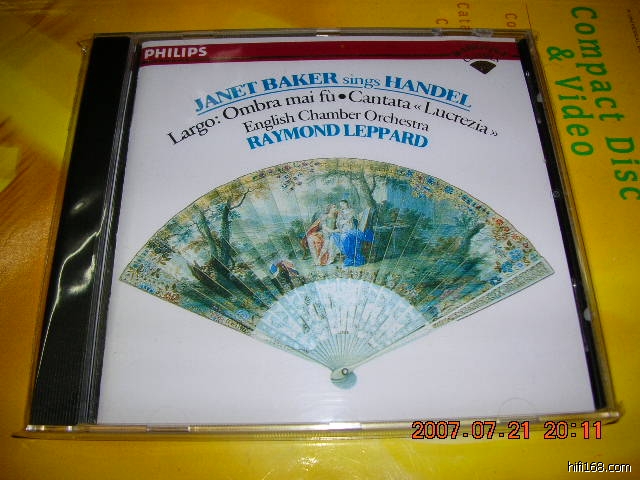 PHILIPS
JANET BAKER sings HANDEL
Largo: Ombra mai fù • Cantata « Lucrezia »
English Chamber Orchestra
RAYMOND LEPPARD
Compact Disc
& Video
2007.07.21 20:11
hifi168.com